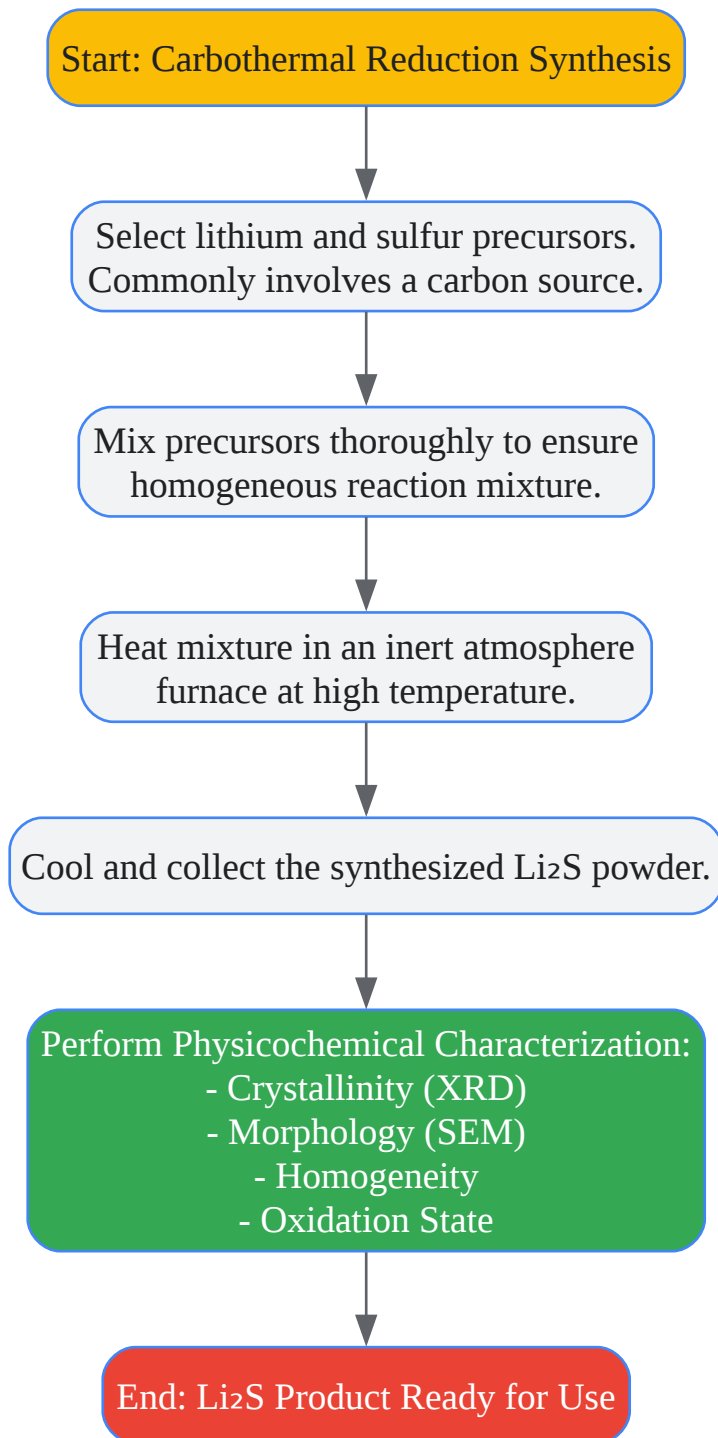 Start: Carbothermal Reduction Synthesis
Select lithium and sulfur precursors.
Commonly involves a carbon source.
Mix precursors thoroughly to ensure
homogeneous reaction mixture.
Heat mixture in an inert atmosphere
furnace at high temperature.
Cool and collect the synthesized Li₂S powder.
Perform Physicochemical Characterization:
- Crystallinity (XRD)
- Morphology (SEM)
- Homogeneity
- Oxidation State
End: Li₂S Product Ready for Use